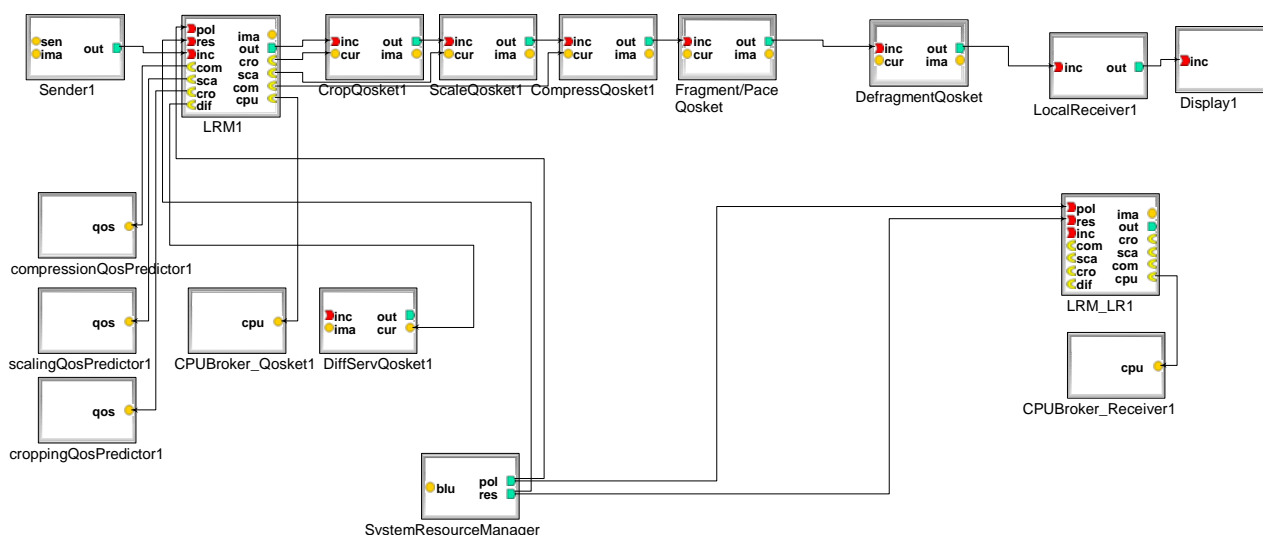 sen
ima
out
Sender1
pol
res
inc
com
sca
cro
dif
ima
out
cro
sca
com
cpu
LRM1
inc
cur
out
ima
CropQosket1
inc
cur
out
ima
ScaleQosket1
inc
cur
out
ima
CompressQosket1
inc
cur
out
ima
Fragment/Pace
Qosket
inc
cur
out
ima
DefragmentQosket
inc
out
LocalReceiver1
inc
Display1
qos
compressionQosPredictor1
qos
scalingQosPredictor1
qos
croppingQosPredictor1
cpu
CPUBroker_Qosket1
inc
ima
out
cur
DiffServQosket1
pol
res
inc
com
sca
cro
dif
ima
out
cro
sca
com
cpu
LRM_LR1
cpu
CPUBroker_Receiver1
blu
pol
res
SystemResourceManager